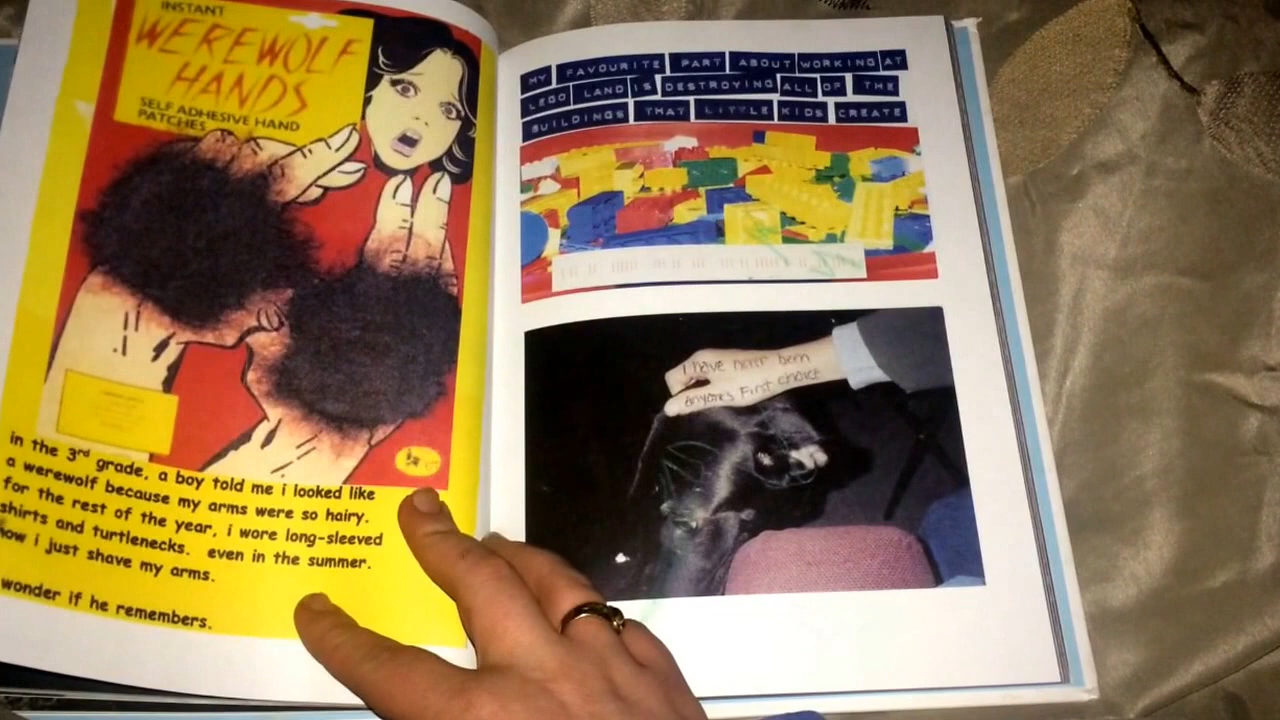 INSTANT
WEREWOLF
HANDS
SELF ADHESIVE HAND
PATCHES
in the 3rd grade, a boy told me i looked like
a werewolf because my arms were so hairy.
for the rest of the year, i wore long-sleeved
shirts and turtlenecks. even in the summer.
now i just shave my arms.
wonder if he remembers.
MY FAVOURITE PART ABOUT WORKING AT
LEGO LAND IS DESTROYING ALL OF THE
BUILDINGS THAT LITTLE KIDS CREATE
I have never been
anyones First choice